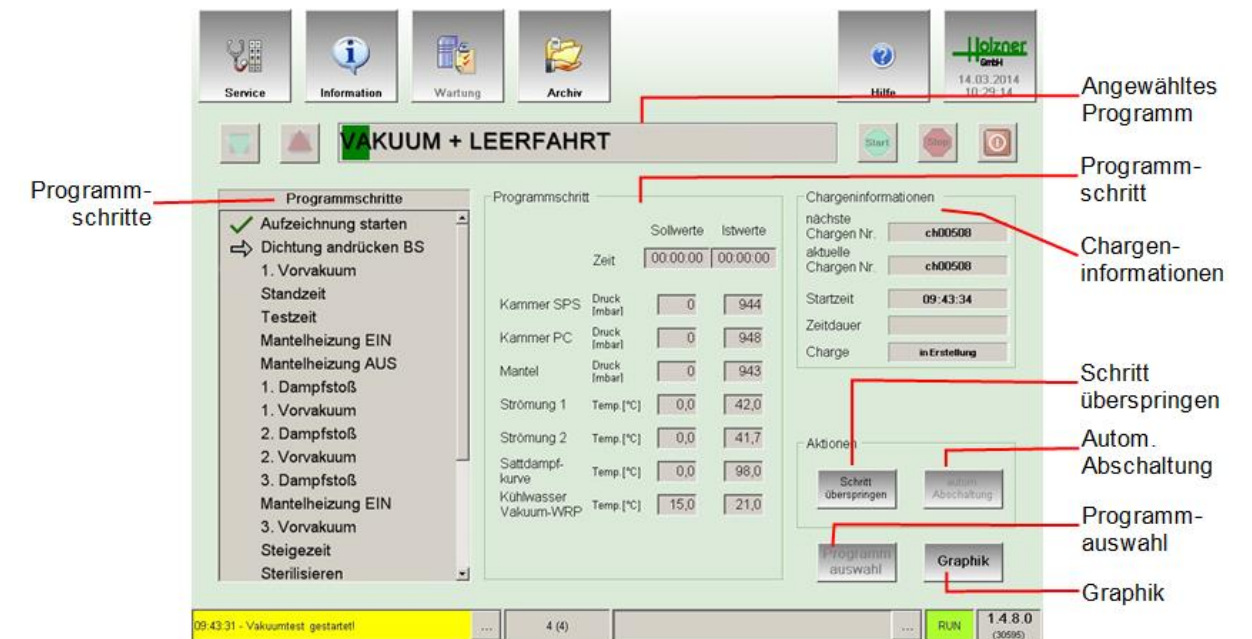 Service
Information
Wartung
Archiv
Hilfe
Holzner
GmbH
14.03.2014
10:29:14
Angewähltes
Programm
VAKUUM + LEERFAHRT
Start
Stop
Programm-
schritte
Programmschritte
Aufzeichnung starten
Dichtung andrücken BS
1. Vorvakuum
Standzeit
Testzeit
Mantelheizung EIN
Mantelheizung AUS
1. Dampfstoß
1. Vorvakuum
2. Dampfstoß
2. Vorvakuum
3. Dampfstoß
Mantelheizung EIN
3. Vorvakuum
Steigezeit
Sterilisieren
Programmschritt
Sollwerte Istwerte
Zeit 00:00:00 00:00:00
Kammer SPS Druck [mbar] 0 944
Kammer PC Druck [mbar] 0 948
Mantel Druck [mbar] 0 943
Strömung 1 Temp.[°C] 0,0 42,0
Strömung 2 Temp.[°C] 0,0 41,7
Sattdampf-
kurve Temp.[°C] 0,0 98,0
Kühlwasser
Vakuum-WRP Temp.[°C] 15,0 21,0
Programm-
schritt
Chargeninformationen
nächste
Chargen Nr. ch00508
aktuelle
Chargen Nr. ch00508
Startzeit 09:43:34
Zeitdauer
Charge in Erstellung
Chargen-
informationen
Aktionen
Schritt
überspringen
autom
Abschaltung
Programm
auswahl
Graphik
Schritt
überspringen
Autom.
Abschaltung
Programm-
auswahl
Graphik
09:43:31 - Vakuumtest gestartet!
...
4 (4)
...
RUN
1.4.8.0
(30595)